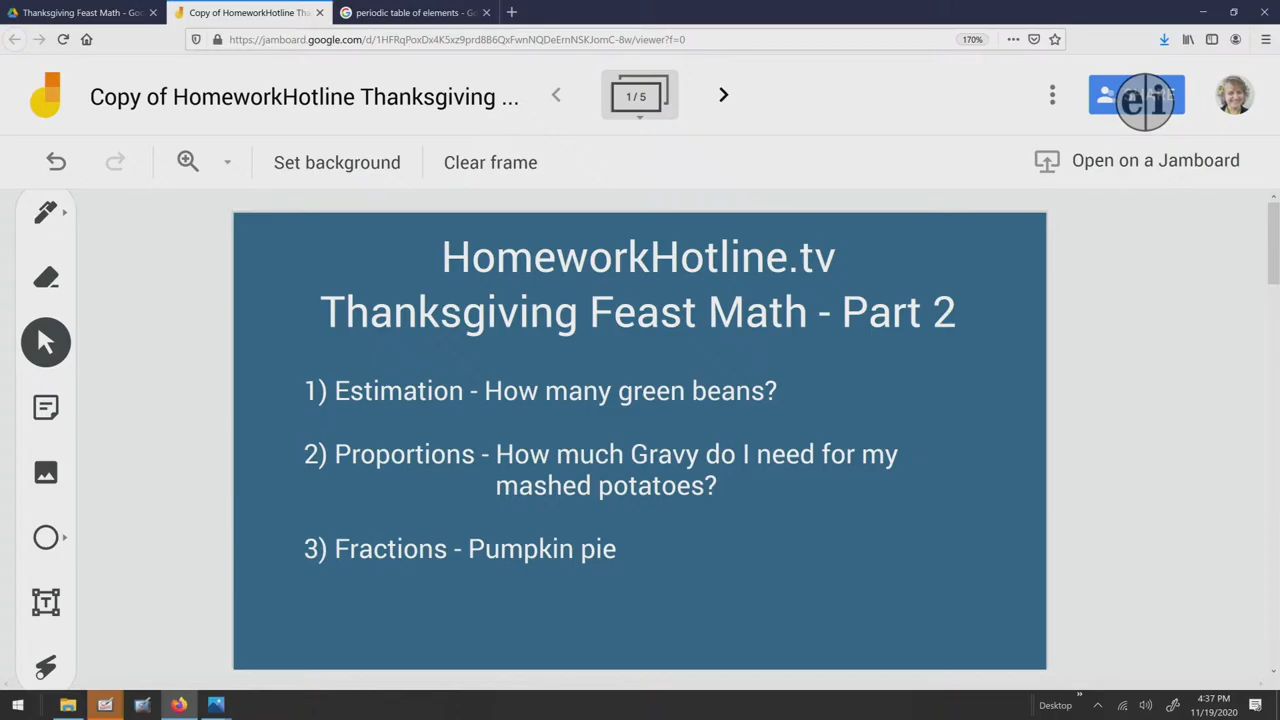 Thanksgiving Feast Math - Goo
Copy of HomeworkHotline Tha
periodic table of elements - Go
https://jamboard.google.com/d/1HFRqPoxDx4K5xz9prd8B6QxFwnNQDeErnNSKJomC-8w/viewer?f=0
170%
Copy of HomeworkHotline Thanksgiving ...
1 / 5
ei
Set background
Clear frame
Open on a Jamboard
HomeworkHotline.tv
Thanksgiving Feast Math - Part 2
1) Estimation - How many green beans?
2) Proportions - How much Gravy do I need for my
mashed potatoes?
3) Fractions - Pumpkin pie
T
Desktop
4:37 PM
11/19/2020